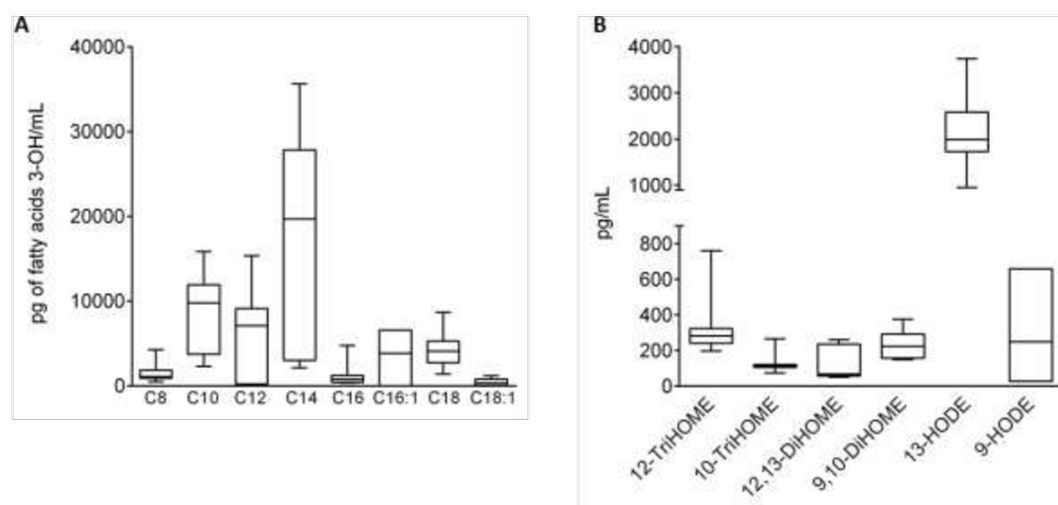 A
pg of fatty acids 3-OH/mL
40000
30000
20000
10000
0
C8 C10 C12 C14 C16 C16:1 C18 C18:1
B
pg/mL
4000
3000
2000
1000
800
600
400
200
0
12-TriHOME
10-TriHOME
12,13-DiHOME
9,10-DiHOME
13-HODE
9-HODE